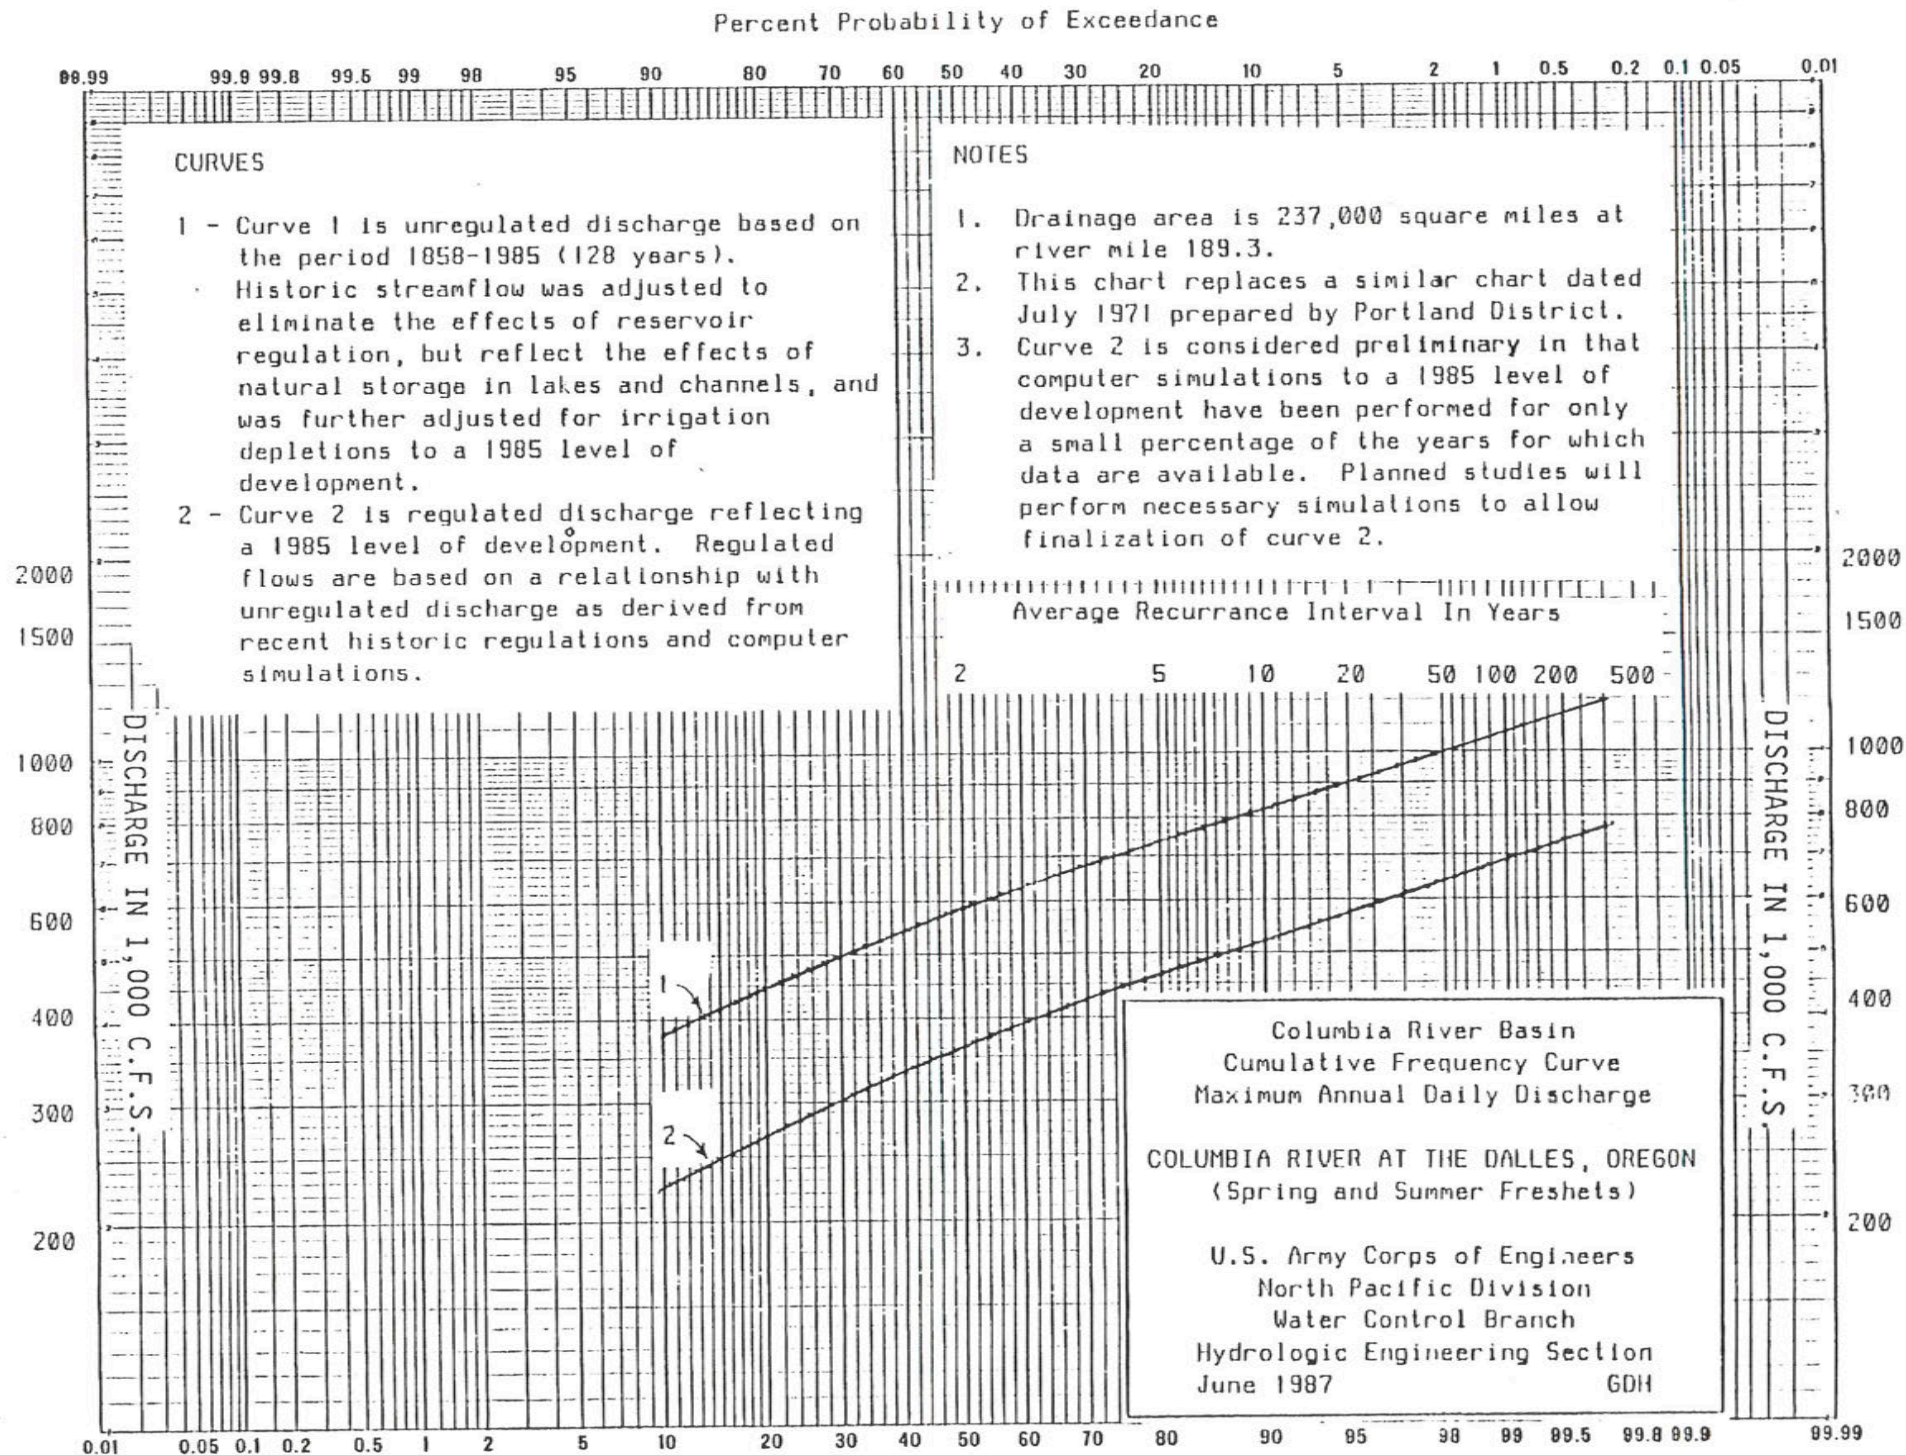 Percent Probability of Exceedance
99.99 99.9 99.8 99.5 99 98 95 90 80 70 60 50 40 30 20 10 5 2 1 0.5 0.2 0.1 0.05 0.01
CURVES
1 - Curve 1 is unregulated discharge based on
the period 1858-1985 (128 years).
Historic streamflow was adjusted to
eliminate the effects of reservoir
regulation, but reflect the effects of
natural storage in lakes and channels, and
was further adjusted for irrigation
depletions to a 1985 level of
development.
2 - Curve 2 is regulated discharge reflecting
a 1985 level of development. Regulated
flows are based on a relationship with
unregulated discharge as derived from
recent historic regulations and computer
simulations.
NOTES
1. Drainage area is 237,000 square miles at
river mile 189.3.
2. This chart replaces a similar chart dated
July 1971 prepared by Portland District.
3. Curve 2 is considered preliminary in that
computer simulations to a 1985 level of
development have been performed for only
a small percentage of the years for which
data are available. Planned studies will
perform necessary simulations to allow
finalization of curve 2.
Average Recurrance Interval In Years
2 5 10 20 50 100 200 500
2000
1500
1000
800
600
400
300
200
DISCHARGE IN 1,000 C.F.S.
1
2
2000
1500
1000
800
600
400
300
200
DISCHARGE IN 1,000 C.F.S.
Columbia River Basin
Cumulative Frequency Curve
Maximum Annual Daily Discharge
COLUMBIA RIVER AT THE DALLES, OREGON
(Spring and Summer Freshets)
U.S. Army Corps of Engineers
North Pacific Division
Water Control Branch
Hydrologic Engineering Section
June 1987 GDH
0.01 0.05 0.1 0.2 0.5 1 2 5 10 20 30 40 50 60 70 80 90 95 98 99 99.5 99.8 99.9 99.99